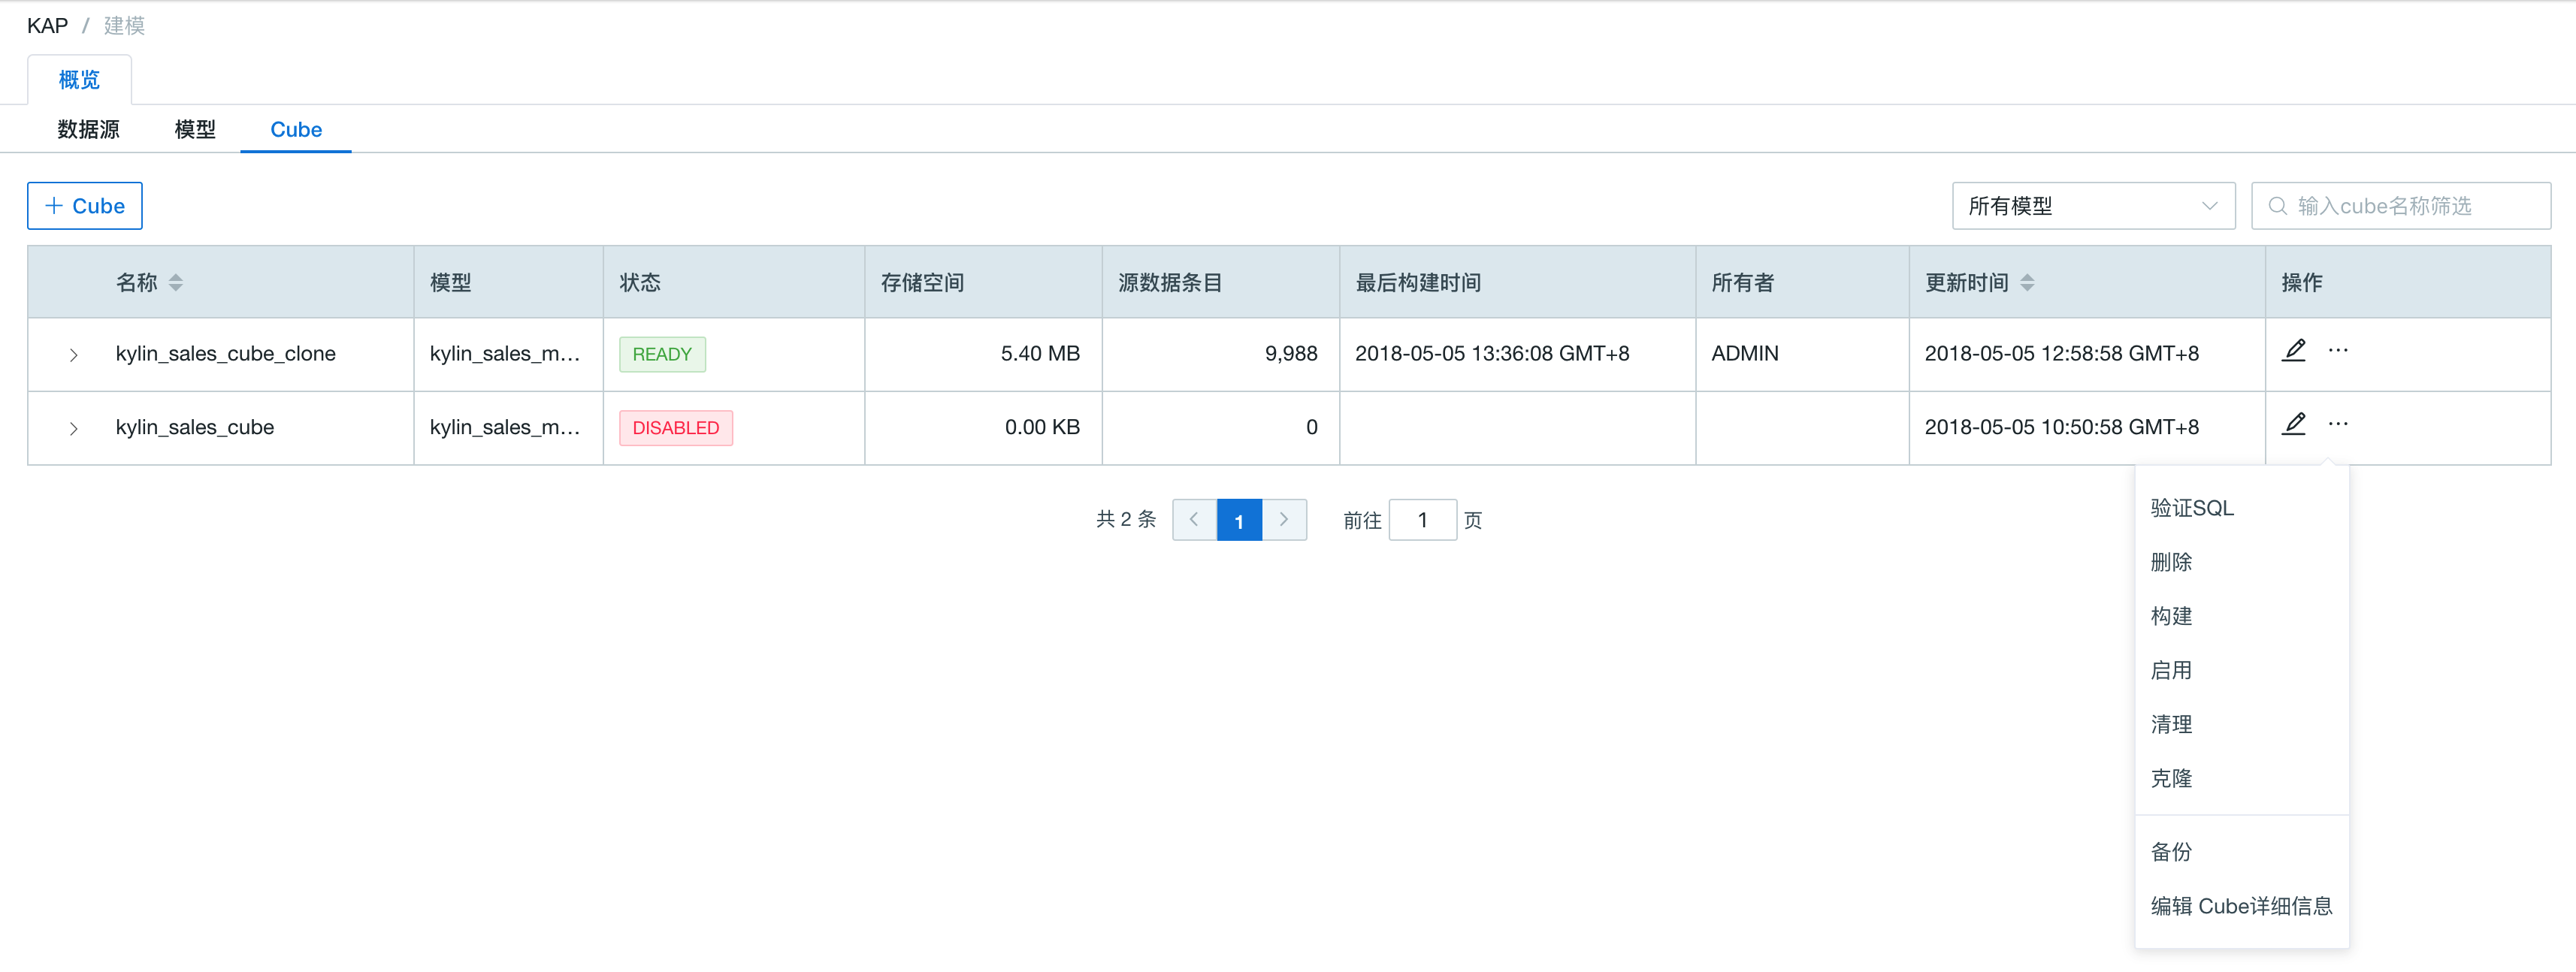 KAP / 建模
概览
数据源 模型 Cube
+ Cube 所有模型 输入cube名称筛选
名称 模型 状态 存储空间 源数据条目 最后构建时间 所有者 更新时间 操作
kylin_sales_cube_clone kylin_sales_m... READY 5.40 MB 9,988 2018-05-05 13:36:08 GMT+8 ADMIN 2018-05-05 12:58:58 GMT+8 ...
kylin_sales_cube kylin_sales_m... DISABLED 0.00 KB 0 2018-05-05 10:50:58 GMT+8 ...
共 2 条 < 1 > 前往 1 页
验证SQL
删除
构建
启用
清理
克隆
备份
编辑 Cube详细信息